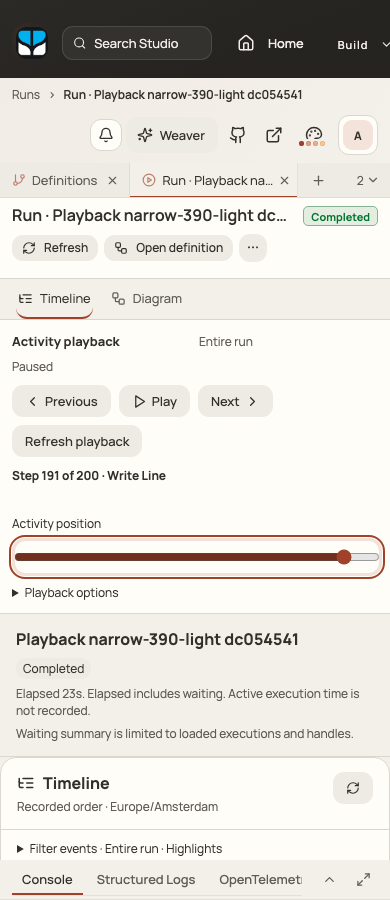 Search Studio
Home
Build
Runs > Run · Playback narrow-390-light dc054541
Weaver
A
Definitions
Run · Playback na...
2
Run · Playback narrow-390-light dc...
Completed
Refresh
Open definition
...
Timeline
Diagram
Activity playback
Entire run
Paused
Previous
Play
Next
Refresh playback
Step 191 of 200 · Write Line
Activity position
Playback options
Playback narrow-390-light dc054541
Completed
Elapsed 23s. Elapsed includes waiting. Active execution time is
not recorded.
Waiting summary is limited to loaded executions and handles.
Timeline
Recorded order · Europe/Amsterdam
Filter events · Entire run · Highlights
Console
Structured Logs
OpenTelemet